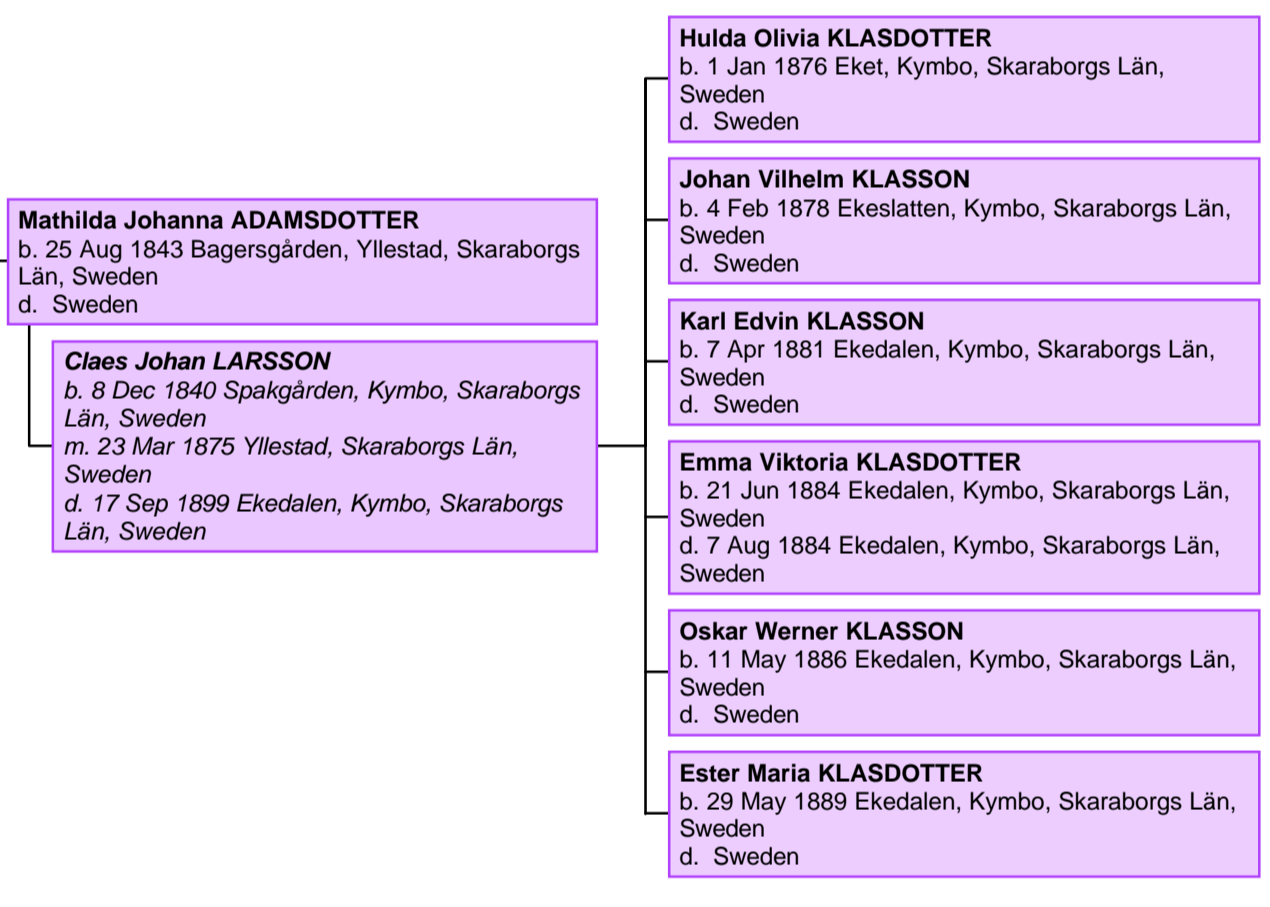 Mathilda Johanna ADAMSDOTTER
b. 25 Aug 1843 Bagersgården, Yllestad, Skaraborgs
Län, Sweden
d.  Sweden
Claes Johan LARSSON
b. 8 Dec 1840 Spakgården, Kymbo, Skaraborgs
Län, Sweden
m. 23 Mar 1875 Yllestad, Skaraborgs Län,
Sweden
d. 17 Sep 1899 Ekedalen, Kymbo, Skaraborgs
Län, Sweden
Hulda Olivia KLASDOTTER
b. 1 Jan 1876 Eket, Kymbo, Skaraborgs Län,
Sweden
d.  Sweden
Johan Vilhelm KLASSON
b. 4 Feb 1878 Ekeslatten, Kymbo, Skaraborgs Län,
Sweden
d.  Sweden
Karl Edvin KLASSON
b. 7 Apr 1881 Ekedalen, Kymbo, Skaraborgs Län,
Sweden
d.  Sweden
Emma Viktoria KLASDOTTER
b. 21 Jun 1884 Ekedalen, Kymbo, Skaraborgs Län,
Sweden
d. 7 Aug 1884 Ekedalen, Kymbo, Skaraborgs Län,
Sweden
Oskar Werner KLASSON
b. 11 May 1886 Ekedalen, Kymbo, Skaraborgs Län,
Sweden
d.  Sweden
Ester Maria KLASDOTTER
b. 29 May 1889 Ekedalen, Kymbo, Skaraborgs Län,
Sweden
d.  Sweden